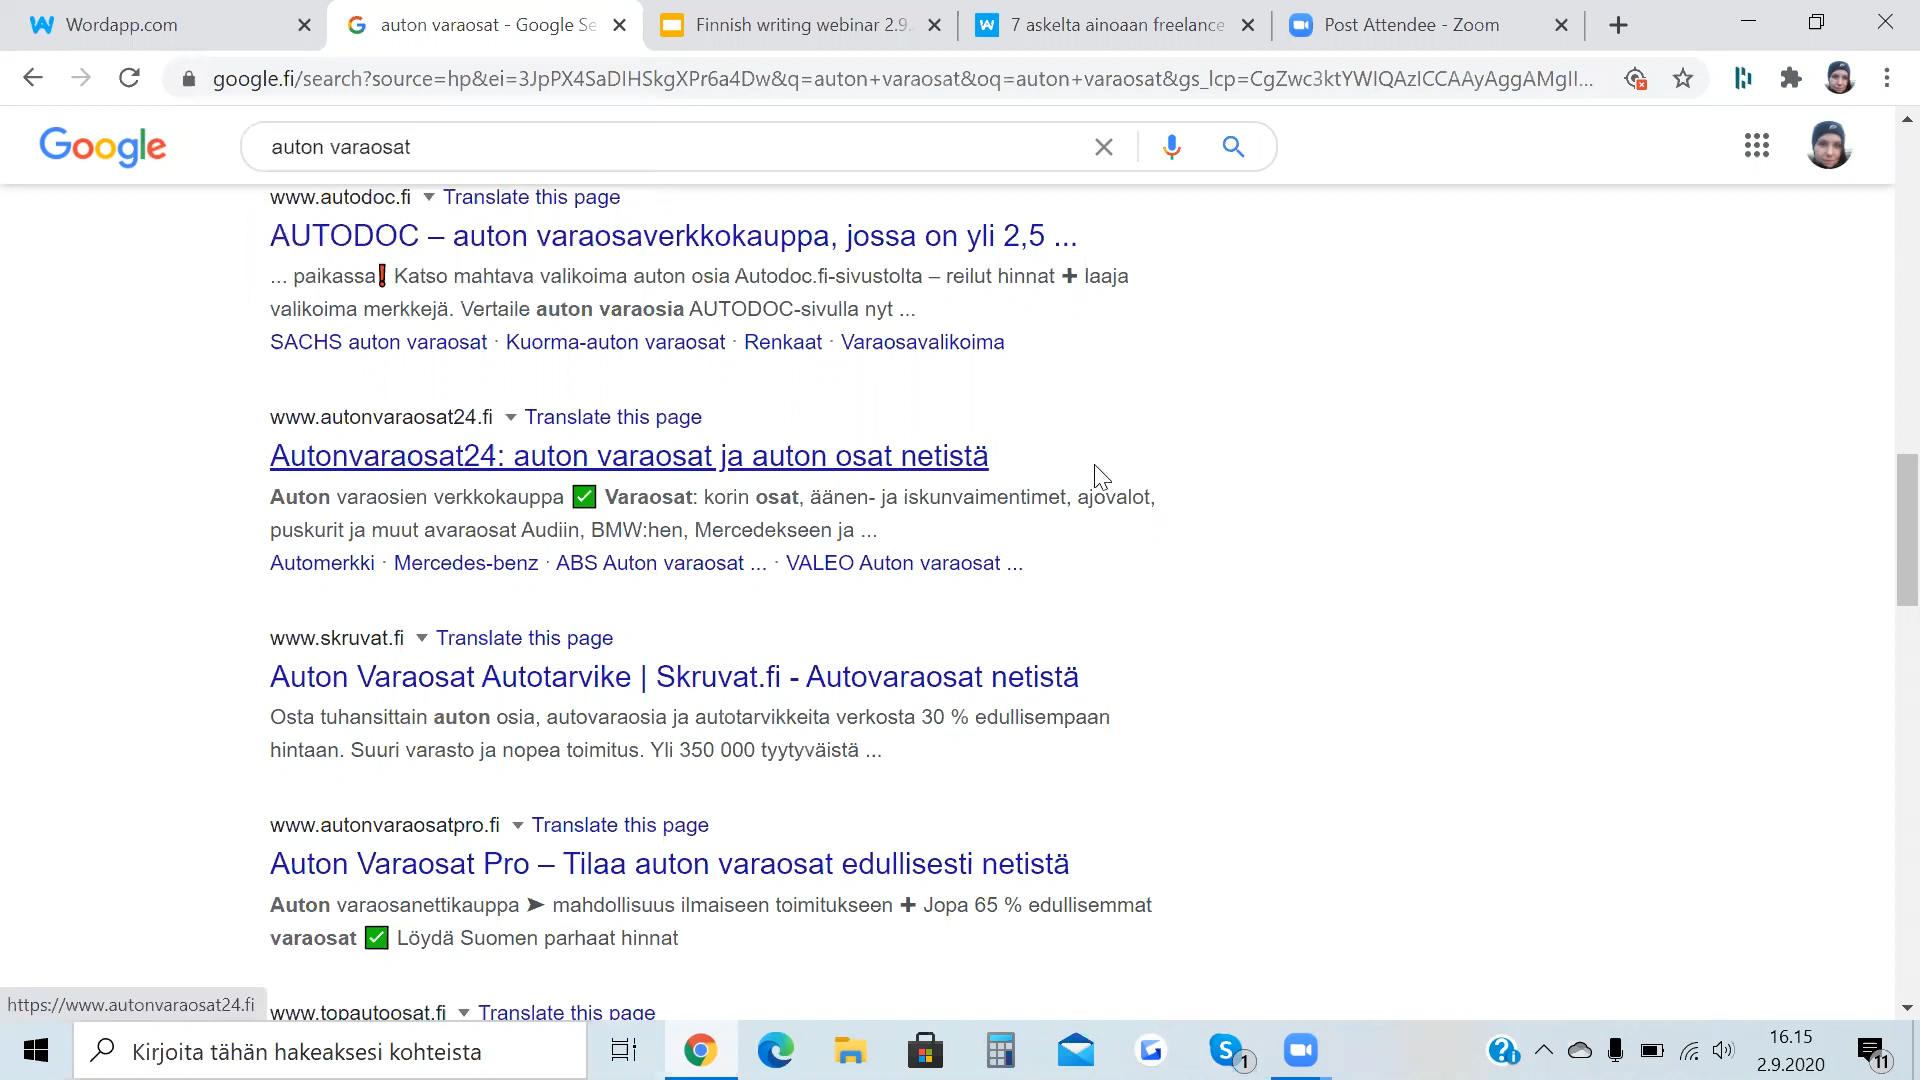 Wordapp.com
auton varaosat - Google Se
Finnish writing webinar 2.9.
7 askelta ainoaan freelance
Post Attendee - Zoom
google.fi/search?source=hp&ei=3JpPX4SaDIHSkgXPr6a4Dw&q=auton+varaosat&oq=auton+varaosat&gs_lcp=CgZwc3ktYWIQAzICCAAyAggAMgII...
Google
auton varaosat
www.autodoc.fi Translate this page
AUTODOC – auton varaosaverkkokauppa, jossa on yli 2,5 ...
... paikassa❗ Katso mahtava valikoima auton osia Autodoc.fi-sivustolta – reilut hinnat ✚ laaja
valikoima merkkejä. Vertaile auton varaosia AUTODOC-sivulla nyt ...
SACHS auton varaosat · Kuorma-auton varaosat · Renkaat · Varaosavalikoima
www.autonvaraosat24.fi Translate this page
Autonvaraosat24: auton varaosat ja auton osat netistä
Auton varaosien verkkokauppa ✅ Varaosat: korin osat, äänen- ja iskunvaimentimet, ajovalot,
puskurit ja muut avaraosat Audiin, BMW:hen, Mercedekseen ja ...
Automerkki · Mercedes-benz · ABS Auton varaosat ... · VALEO Auton varaosat ...
www.skruvat.fi Translate this page
Auton Varaosat Autotarvike | Skruvat.fi - Autovaraosat netistä
Osta tuhansittain auton osia, autovaraosia ja autotarvikkeita verkosta 30 % edullisempaan
hintaan. Suuri varasto ja nopea toimitus. Yli 350 000 tyytyväistä ...
www.autonvaraosatpro.fi Translate this page
Auton Varaosat Pro – Tilaa auton varaosat edullisesti netistä
Auton varaosanettikauppa ➤ mahdollisuus ilmaiseen toimitukseen ✚ Jopa 65 % edullisemmat
varaosat ✅ Löydä Suomen parhaat hinnat
https://www.autonvaraosat24.fi
www.topautoosat.fi Translate this page
Kirjoita tähän hakeaksesi kohteista
1
16.15
2.9.2020
11